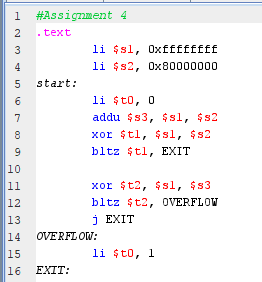 1 #Assignment 4
2 .text
3 li $s1, 0xffffffff
4 li $s2, 0x80000000
5 start:
6 li $t0, 0
7 addu $s3, $s1, $s2
8 xor $t1, $s1, $s2
9 bltz $t1, EXIT
10
11 xor $t2, $s1, $s3
12 bltz $t2, OVERFLOW
13 j EXIT
14 OVERFLOW:
15 li $t0, 1
16 EXIT: